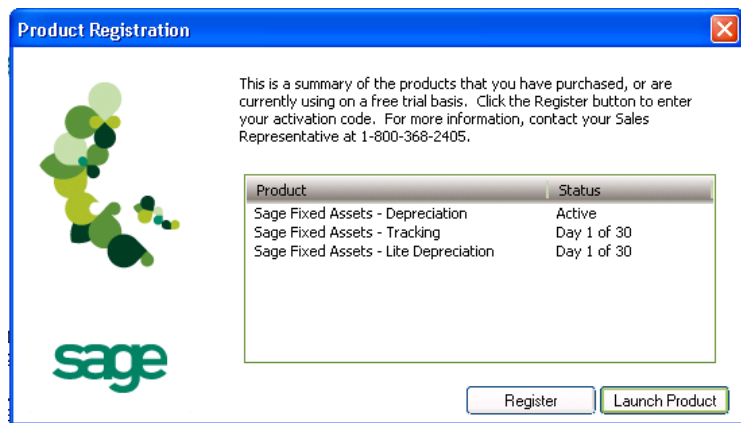 Product Registration
This is a summary of the products that you have purchased, or are
currently using on a free trial basis. Click the Register button to enter
your activation code. For more information, contact your Sales
Representative at 1-800-368-2405.
Product Status
Sage Fixed Assets - Depreciation Active
Sage Fixed Assets - Tracking Day 1 of 30
Sage Fixed Assets - Lite Depreciation Day 1 of 30
sage
Register Launch Product